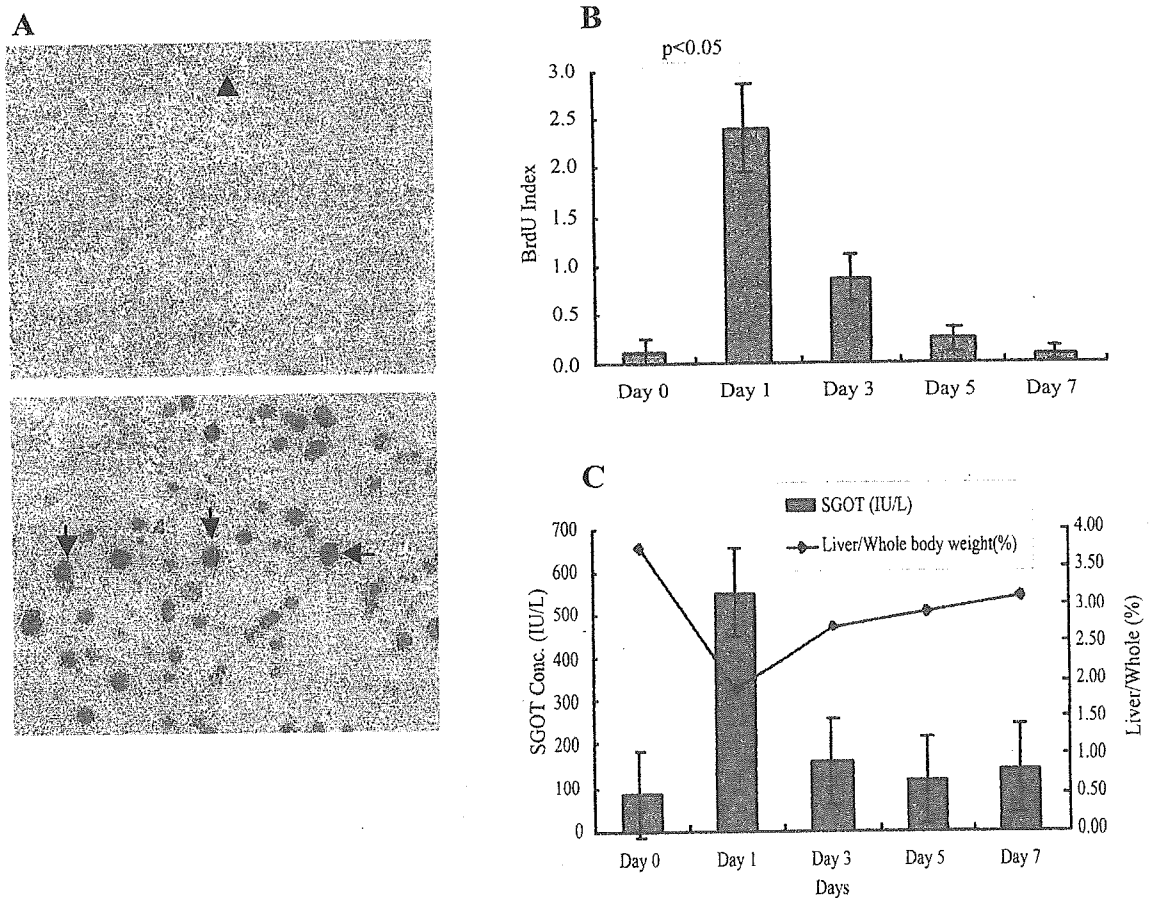 A
B
p<0.05
3.0
2.5
2.0
1.5
1.0
0.5
0.0
BrdU Index
Day 0
Day 1
Day 3
Day 5
Day 7
C
SGOT (IU/L)
Liver/Whole body weight(%)
700
600
500
400
300
200
100
0
SGOT Conc. (IU/L)
4.00
3.50
3.00
2.50
2.00
1.50
1.00
0.50
0.00
Liver/Whole (%)
Day 0
Day 1
Day 3
Day 5
Day 7
Days